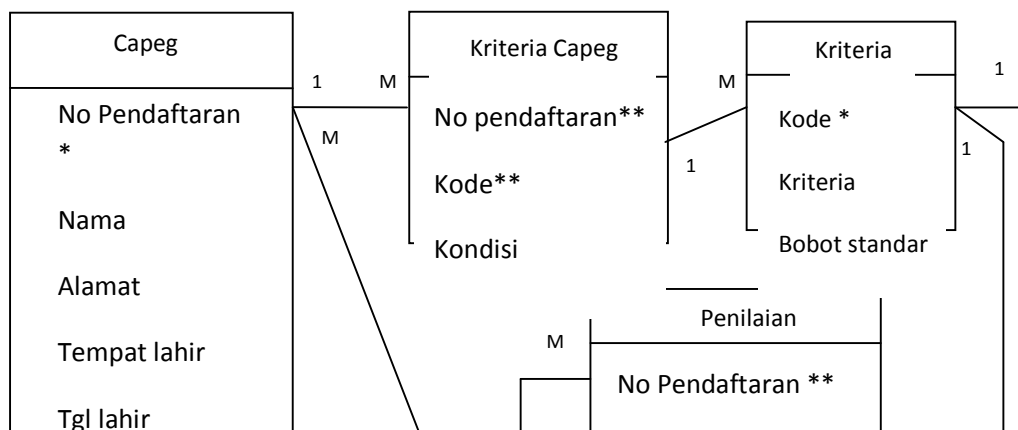 Capeg
No Pendaftaran
*
Nama
Alamat
Tempat lahir
Tgl lahir
1
M
M
Kriteria Capeg
No pendaftaran**
Kode**
Kondisi
M
1
Kriteria
Kode *
Kriteria
Bobot standar
1
1
Penilaian
M
No Pendaftaran **